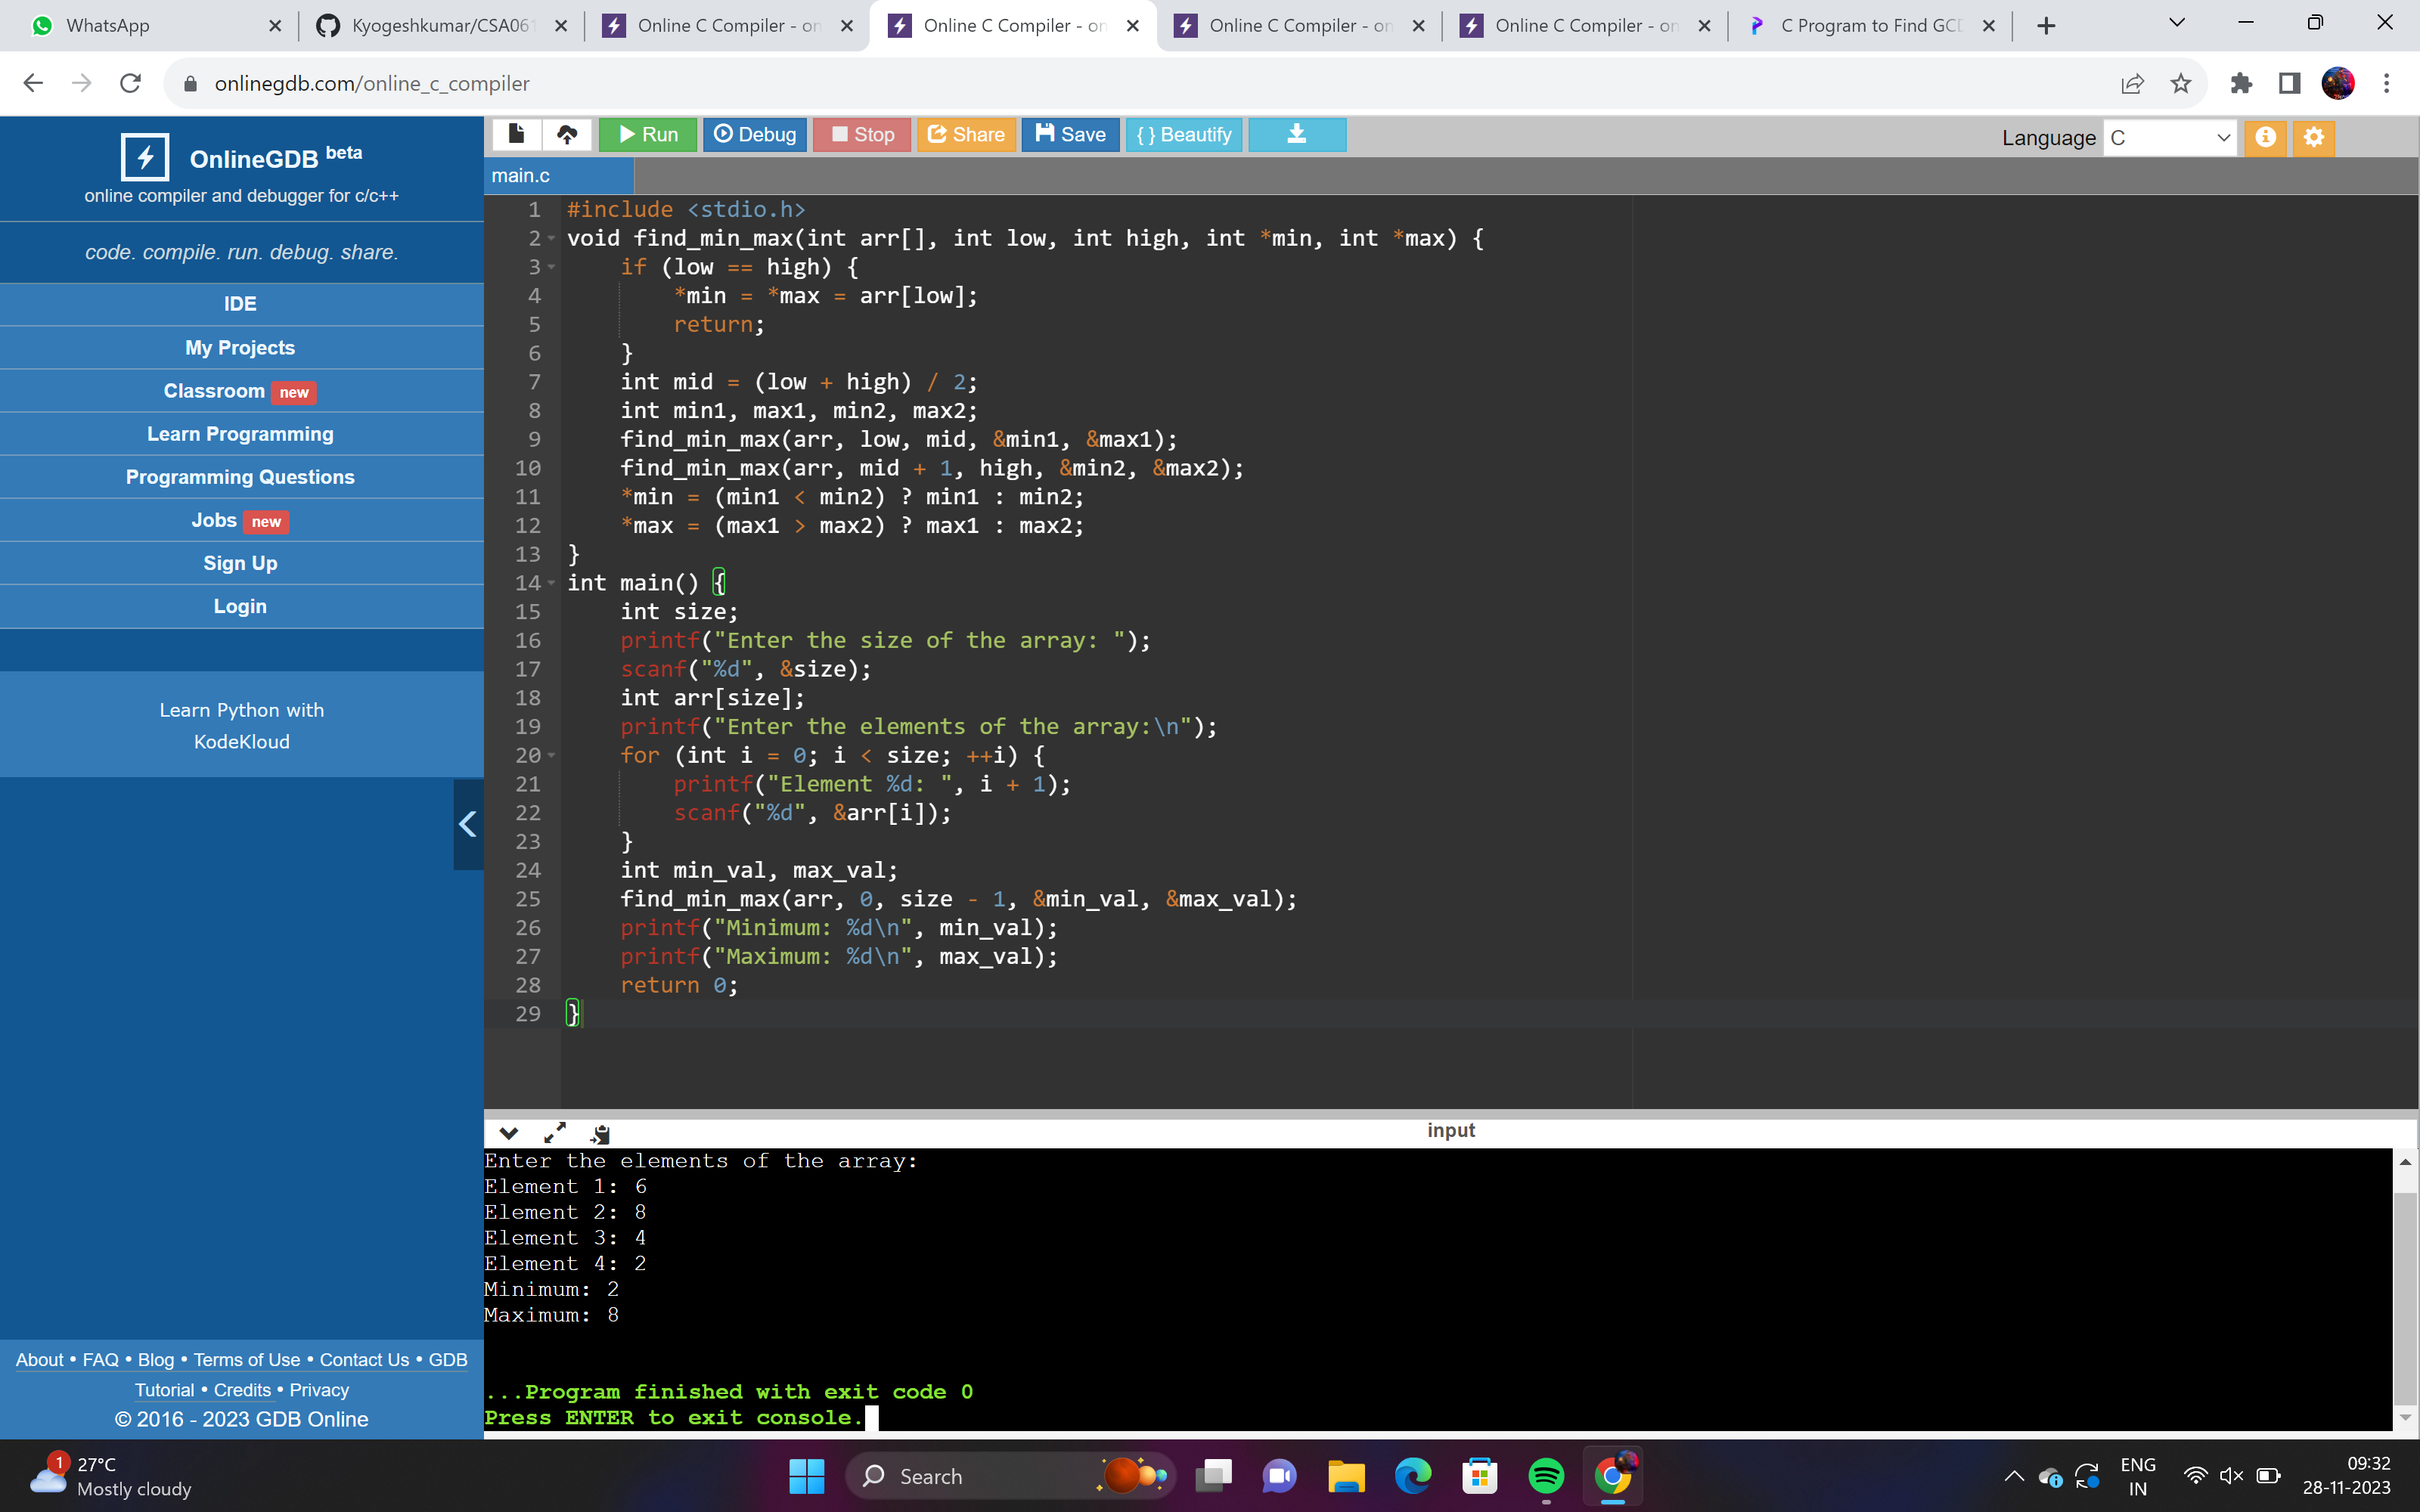 WhatsApp
Kyogeshkumar/CSA061
Online C Compiler - on
Online C Compiler - on
Online C Compiler - on
Online C Compiler - on
C Program to Find GCD
onlinegdb.com/online_c_compiler
OnlineGDB beta
online compiler and debugger for c/c++
code. compile. run. debug. share.
IDE
My Projects
Classroom new
Learn Programming
Programming Questions
Jobs new
Sign Up
Login
Learn Python with
KodeKloud
About • FAQ • Blog • Terms of Use • Contact Us • GDB
Tutorial • Credits • Privacy
© 2016 - 2023 GDB Online
Run Debug Stop Share Save { } Beautify
Language C
main.c
1 #include <stdio.h>
2 void find_min_max(int arr[], int low, int high, int *min, int *max) {
3     if (low == high) {
4         *min = *max = arr[low];
5         return;
6     }
7     int mid = (low + high) / 2;
8     int min1, max1, min2, max2;
9     find_min_max(arr, low, mid, &min1, &max1);
10     find_min_max(arr, mid + 1, high, &min2, &max2);
11     *min = (min1 < min2) ? min1 : min2;
12     *max = (max1 > max2) ? max1 : max2;
13 }
14 int main() {
15     int size;
16     printf("Enter the size of the array: ");
17     scanf("%d", &size);
18     int arr[size];
19     printf("Enter the elements of the array:\n");
20     for (int i = 0; i < size; ++i) {
21         printf("Element %d: ", i + 1);
22         scanf("%d", &arr[i]);
23     }
24     int min_val, max_val;
25     find_min_max(arr, 0, size - 1, &min_val, &max_val);
26     printf("Minimum: %d\n", min_val);
27     printf("Maximum: %d\n", max_val);
28     return 0;
29 }
input
Enter the elements of the array:
Element 1: 6
Element 2: 8
Element 3: 4
Element 4: 2
Minimum: 2
Maximum: 8
...Program finished with exit code 0
Press ENTER to exit console.
1
27°C
Mostly cloudy
Search
ENG
IN
09:32
28-11-2023